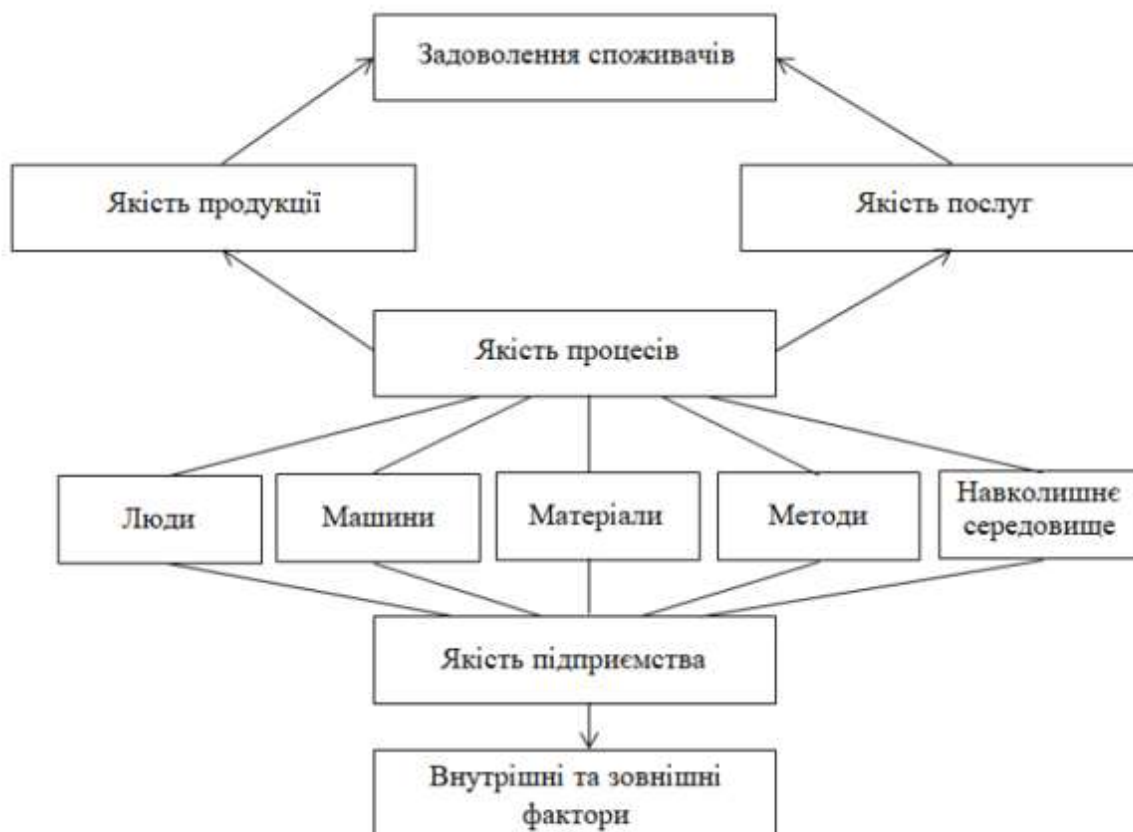 Задоволення споживачів
Якість продукції
Якість послуг
Якість процесів
Люди
Машини
Матеріали
Методи
Навколишнє
середовище
Якість підприємства
Внутрішні та зовнішні
фактори